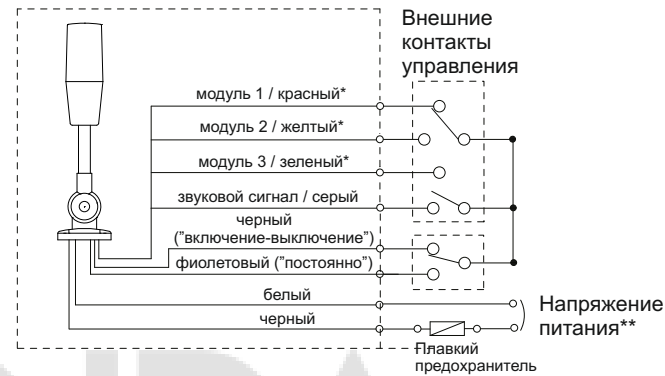 Внешние
контакты
управления
модуль 1 / красный*
модуль 2 / желтый*
модуль 3 / зеленый*
звуковой сигнал / серый
черный
("включение-выключение")
фиолетовый ("постоянно")
белый
черный
Напряжение
питания**
Плавкий
предохранитель